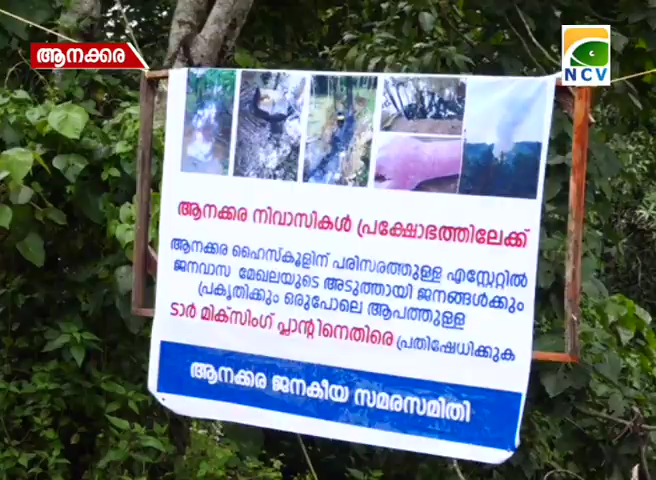 ആനക്കര
NCV
ആനക്കര നിവാസികൾ പ്രക്ഷോഭത്തിലേക്ക്
ആനക്കര ഹൈസ്കൂളിന് പരിസരത്തുള്ള എസ്റ്റേറ്റിൽ
ജനവാസ മേഖലയുടെ അടുത്തായി ജനങ്ങൾക്കും
പ്രകൃതിക്കും ഒരുപോലെ ആപത്തുള്ള
ടാർ മിക്സിംഗ് പ്ലാന്റിനെതിരെ പ്രതിഷേധിക്കുക
ആനക്കര ജനകീയ സമരസമിതി